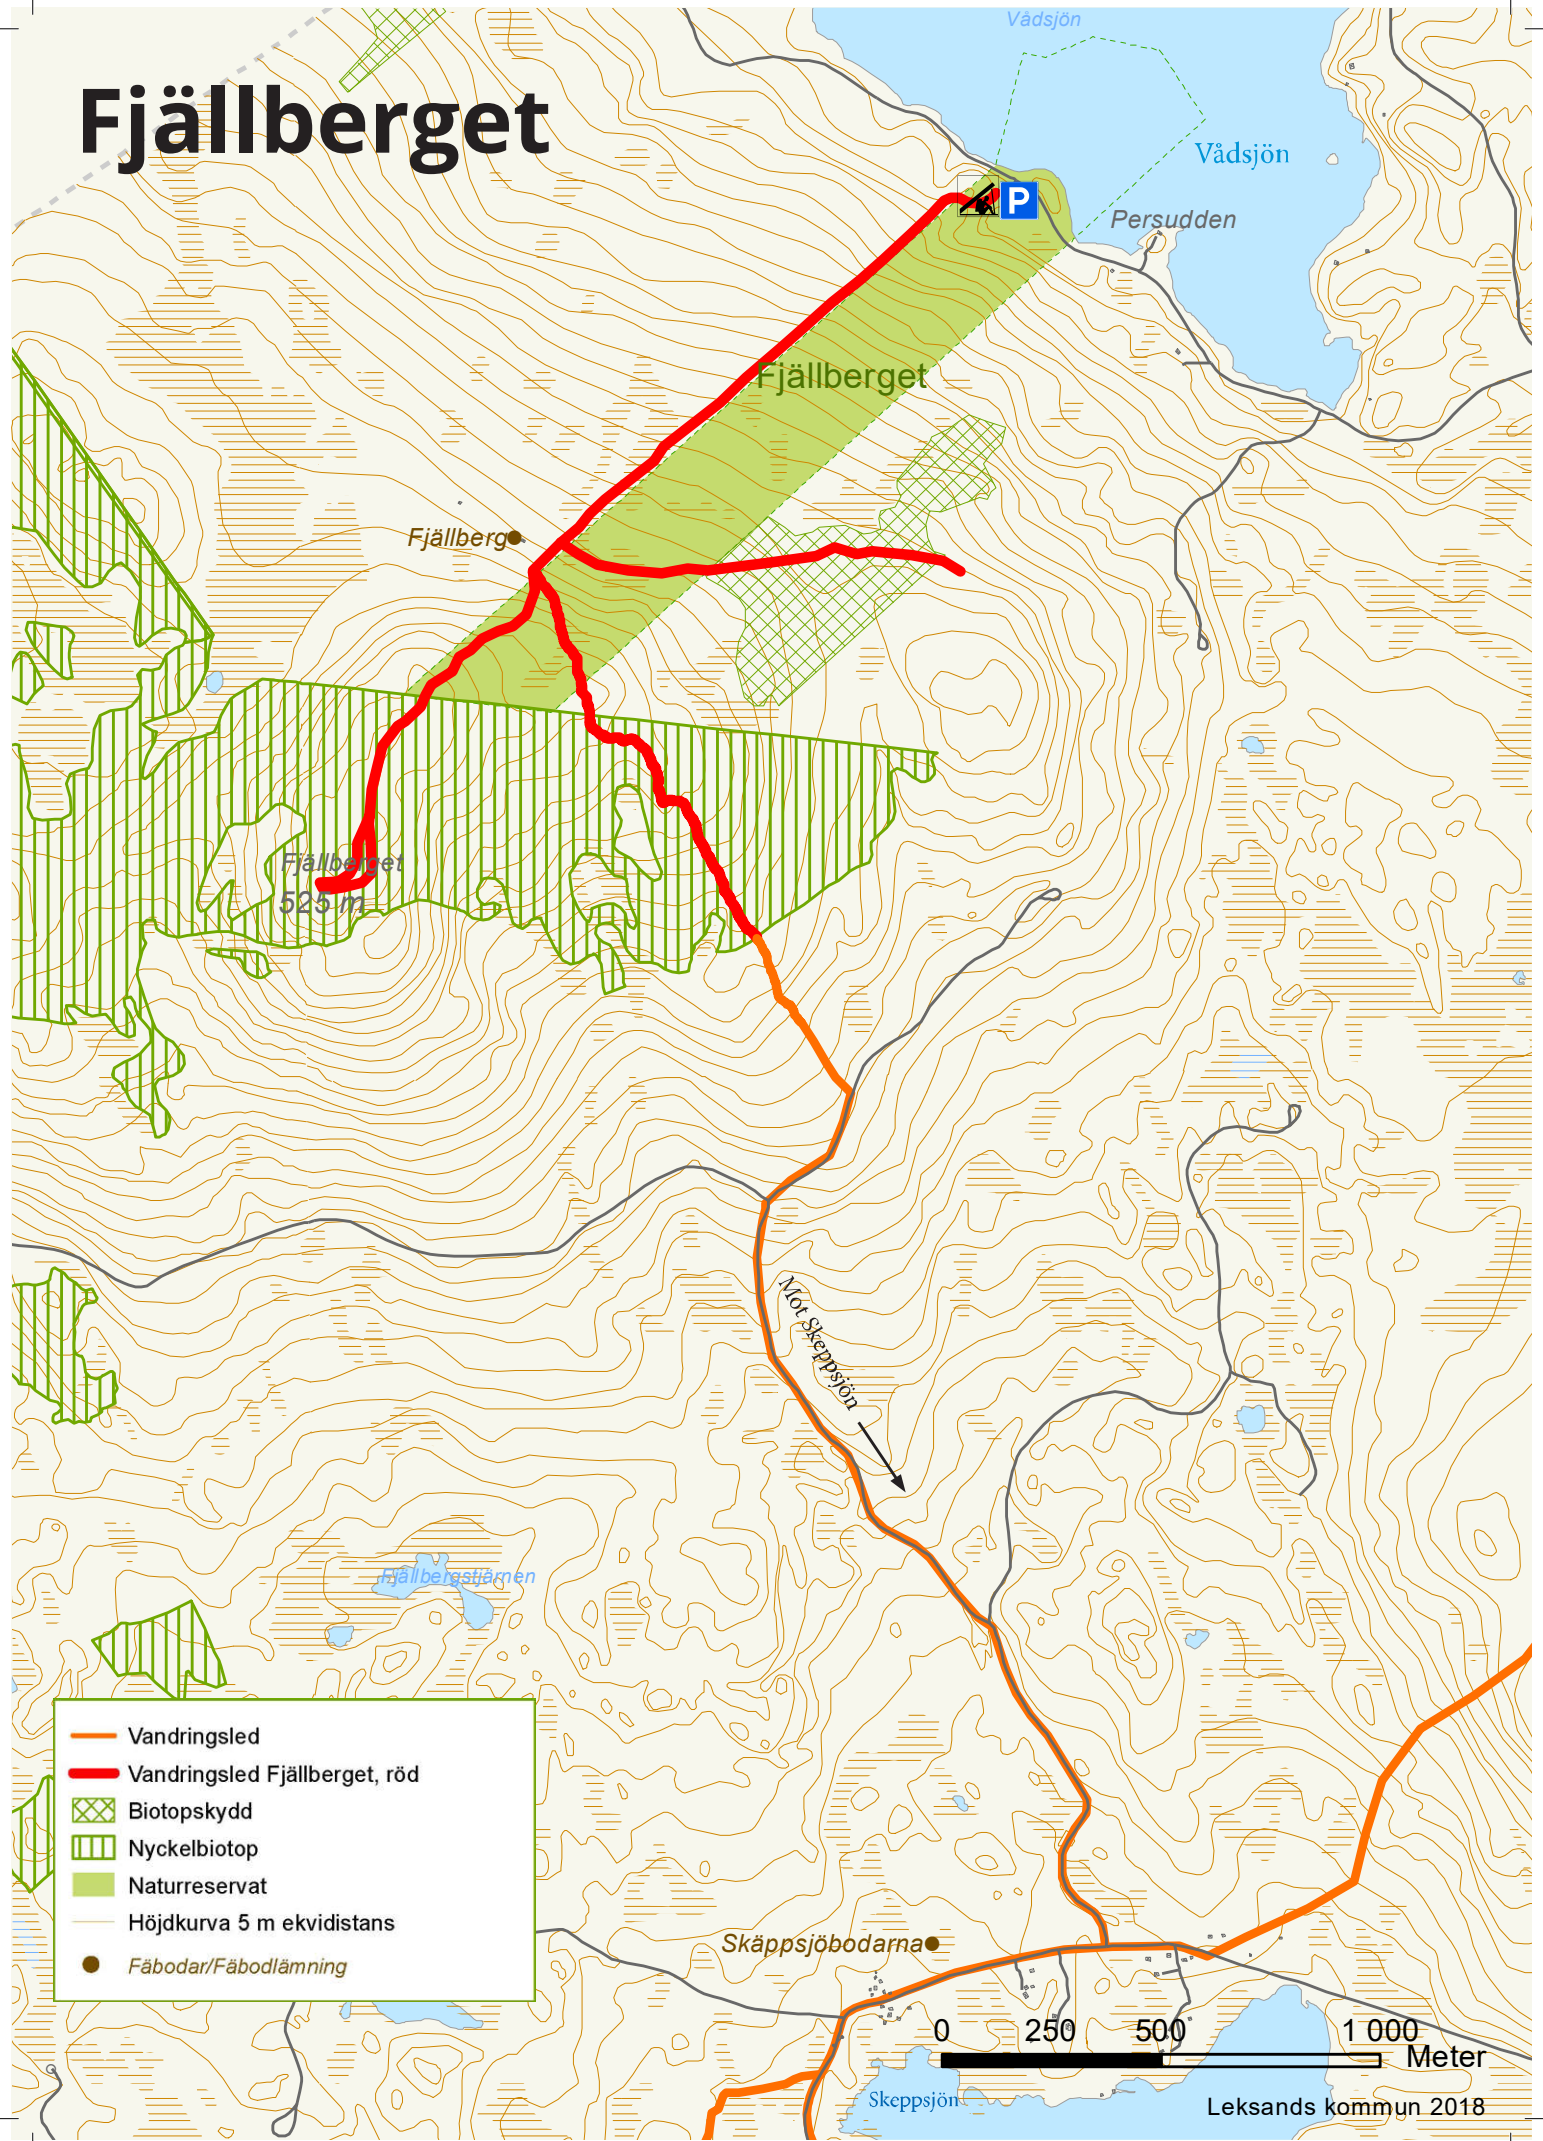 Vådsjön
Fjällberget
Vådsjön
P
Persudden
Fjällberget
Fjällberg
Fjällberget
525 m
Mot Skeppsjön
Fjällbergstjärnen
Vandringsled
Vandringsled Fjällberget, röd
Biotopskydd
Nyckelbiotop
Naturreservat
Höjdkurva 5 m ekvidistans
Fäbodar/Fäbodlämning
Skäppsjöbodarna
0 250 500 1 000
Meter
Skeppsjön
Leksands kommun 2018